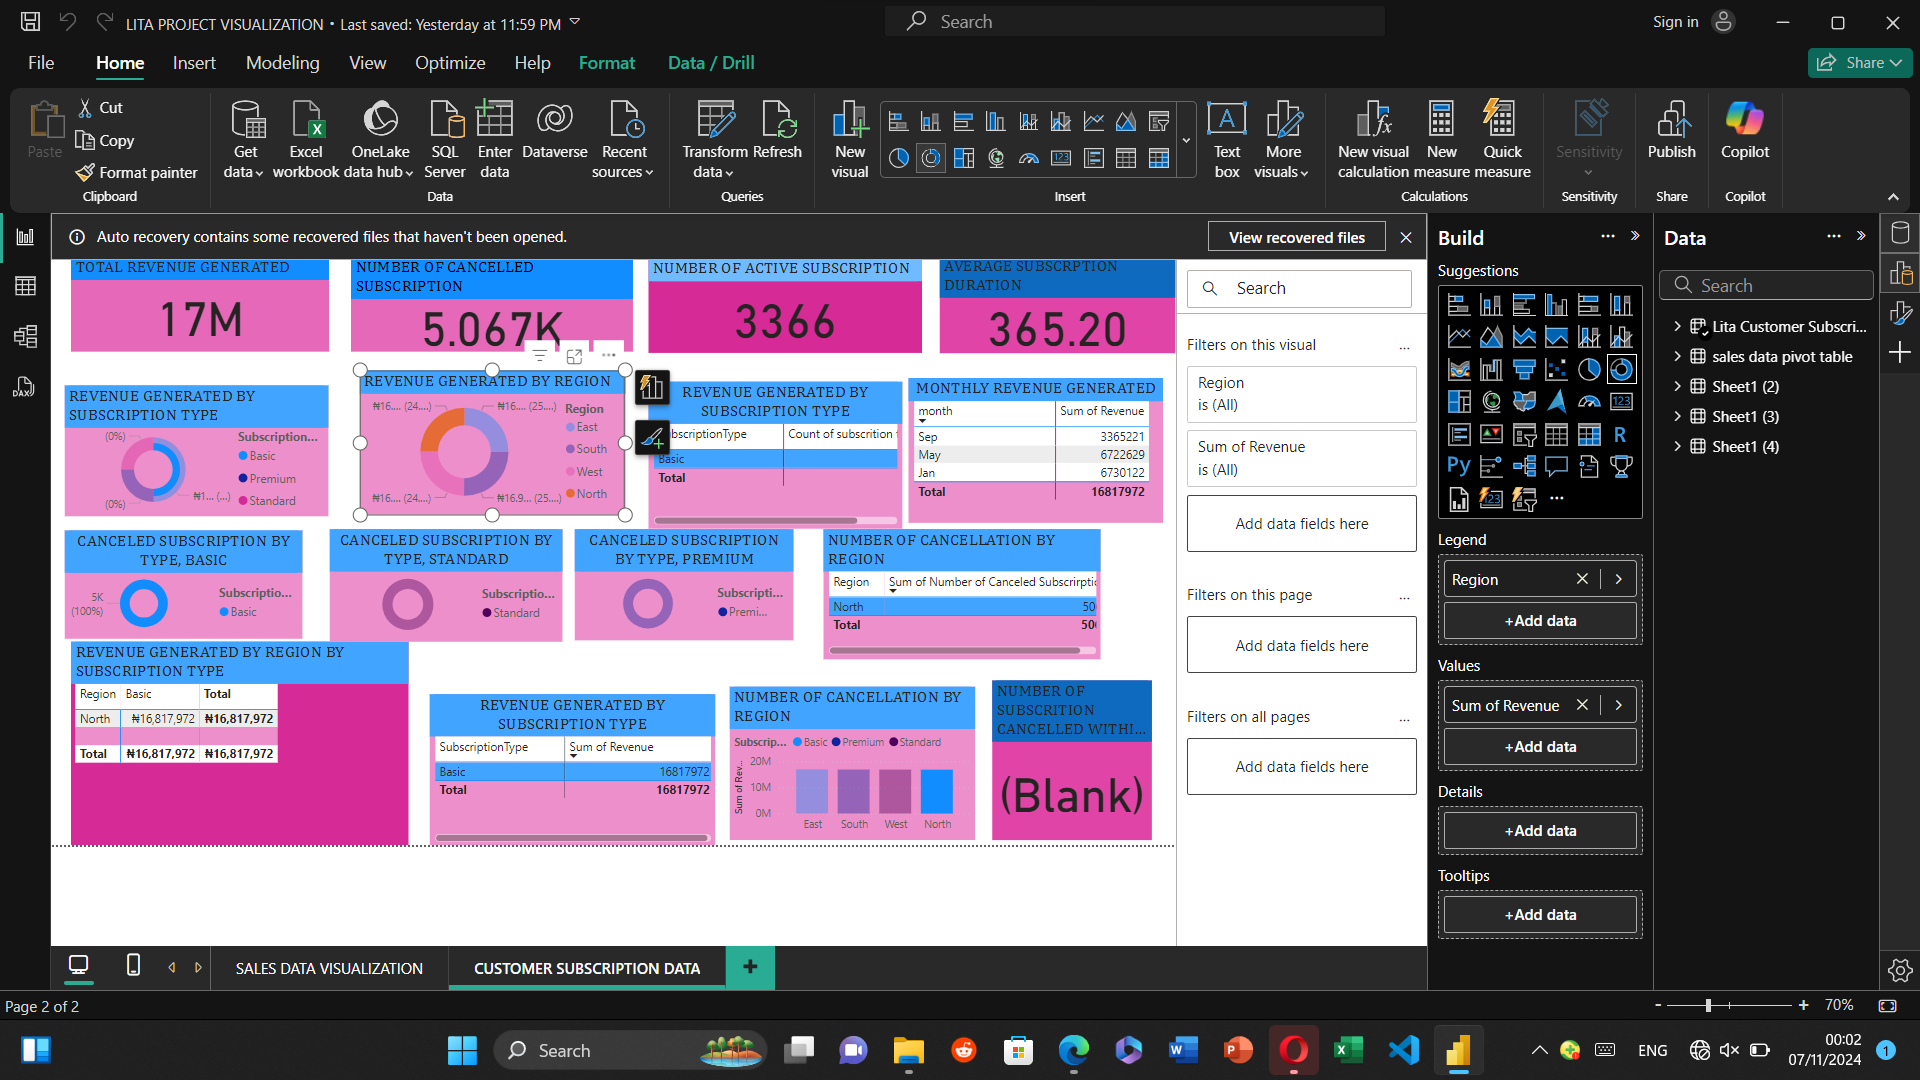 LITA PROJECT VISUALIZATION • Last saved: Yesterday at 11:59 PM
Search
Sign in
File
Home
Insert
Modeling
View
Optimize
Help
Format
Data / Drill
Share
Paste
Cut
Copy
Format painter
Clipboard
Get data
Excel workbook
OneLake data hub
SQL Server
Enter data
Dataverse
Recent sources
Data
Transform data
Refresh
Queries
New visual
Text box
More visuals
Insert
New visual calculation
New measure
Quick measure
Calculations
Sensitivity
Sensitivity
Publish
Share
Copilot
Copilot
Auto recovery contains some recovered files that haven't been opened.
View recovered files
TOTAL REVENUE GENERATED
17M
NUMBER OF CANCELLED
SUBSCRIPTION
5.067K
NUMBER OF ACTIVE SUBSCRIPTION
3366
AVERAGE SUBSCRPTION
DURATION
365.20
REVENUE GENERATED BY
SUBSCRIPTION TYPE
(0%)
(0%)
₦1... (...)
Subscription...
Basic
Premium
Standard
REVENUE GENERATED BY REGION
₦16.... (24....)
₦16.... (25....)
₦16.... (24....)
₦16.9... (25....)
Region
East
South
West
North
REVENUE GENERATED BY
SUBSCRIPTION TYPE
bscriptionType
Count of subscrition
Basic
Total
MONTHLY REVENUE GENERATED
month
Sum of Revenue
Sep 3365221
May 6722629
Jan 6730122
Total 16817972
CANCELED SUBSCRIPTION BY
TYPE, BASIC
5K
(100%)
Subscriptio...
Basic
CANCELED SUBSCRIPTION BY
TYPE, STANDARD
Subscriptio...
Standard
CANCELED SUBSCRIPTION
BY TYPE, PREMIUM
Subscripti...
Premi...
NUMBER OF CANCELLATION BY
REGION
Region
Sum of Number of Canceled Subscrirptio
North 50
Total 50
REVENUE GENERATED BY REGION BY
SUBSCRIPTION TYPE
Region Basic Total
North ₦16,817,972 ₦16,817,972
Total ₦16,817,972 ₦16,817,972
REVENUE GENERATED BY
SUBSCRIPTION TYPE
SubscriptionType Sum of Revenue
Basic 16817972
Total 16817972
NUMBER OF CANCELLATION BY
REGION
Subscrip... Basic Premium Standard
Sum of Rev...
20M
10M
0M
East South West North
NUMBER OF
SUBSCRITION
CANCELLED WITHI...
(Blank)
Search
Filters on this visual ...
Region
is (All)
Sum of Revenue
is (All)
Add data fields here
Filters on this page ...
Add data fields here
Filters on all pages ...
Add data fields here
Build
Suggestions
R
Py
123
Legend
Region
+Add data
Values
Sum of Revenue
+Add data
Details
+Add data
Tooltips
+Add data
Data
Search
Lita Customer Subscri...
sales data pivot table
Sheet1 (2)
Sheet1 (3)
Sheet1 (4)
SALES DATA VISUALIZATION
CUSTOMER SUBSCRIPTION DATA
Page 2 of 2
- + 70%
Search
ENG
00:02
07/11/2024
1